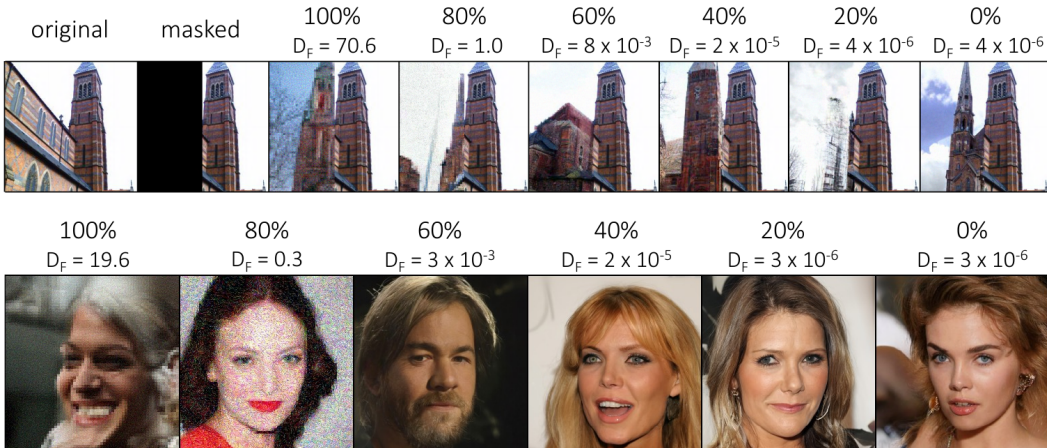 original masked 100% 80% 60% 40% 20% 0%
D_F = 70.6 D_F = 1.0 D_F = 8 x 10^-3 D_F = 2 x 10^-5 D_F = 4 x 10^-6 D_F = 4 x 10^-6
100% 80% 60% 40% 20% 0%
D_F = 19.6 D_F = 0.3 D_F = 3 x 10^-3 D_F = 2 x 10^-5 D_F = 3 x 10^-6 D_F = 3 x 10^-6